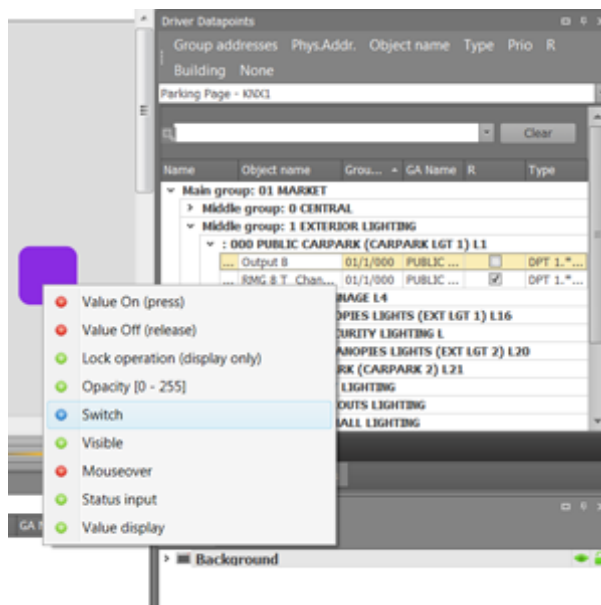 Driver Datapoints
Group addresses Phys.Addr. Object name Type Prio R
Building None
Parking Page - KNX1
Clear
Name Object name Grou... GA Name R Type
Main group: 01 MARKET
Middle group: 0 CENTRAL
Middle group: 1 EXTERIOR LIGHTING
: 000 PUBLIC CARPARK (CARPARK LGT 1) L1
... Output B 01/1/000 PUBLIC ... DPT 1.*...
... RMG 8 T Chan... 01/1/000 PUBLIC ... DPT 1.*...
NAGE L4
OPIES LIGHTS (EXT LGT 1) L16
CURITY LIGHTING L
ANOPIES LIGHTS (EXT LGT 2) L20
RK (CARPARK 2) L21
LIGHTING
OUTS LIGHTING
ALL LIGHTING
Value On (press)
Value Off (release)
Lock operation (display only)
Opacity [0 - 255]
Switch
Visible
Mouseover
Status input
Value display
GA
Background